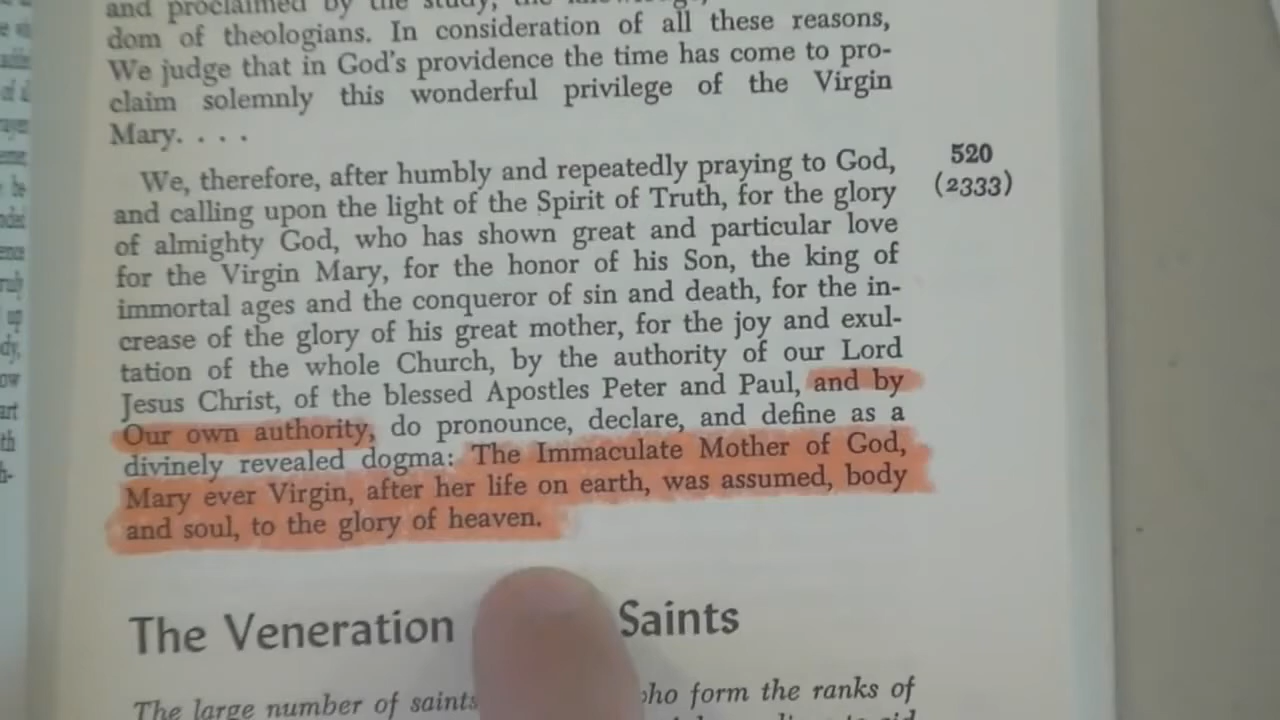 and proclaimed by the study, the
dom of theologians. In consideration of all these reasons,
We judge that in God's providence the time has come to pro-
claim solemnly this wonderful privilege of the Virgin
Mary. . . .
We, therefore, after humbly and repeatedly praying to God,
and calling upon the light of the Spirit of Truth, for the glory
of almighty God, who has shown great and particular love
for the Virgin Mary, for the honor of his Son, the king of
immortal ages and the conqueror of sin and death, for the in-
crease of the glory of his great mother, for the joy and exul-
tation of the whole Church, by the authority of our Lord
Jesus Christ, of the blessed Apostles Peter and Paul, and by
Our own authority, do pronounce, declare, and define as a
divinely revealed dogma: The Immaculate Mother of God,
Mary ever Virgin, after her life on earth, was assumed, body
and soul, to the glory of heaven.
520
(2333)
The Veneration Saints
The large number of saints form the ranks of